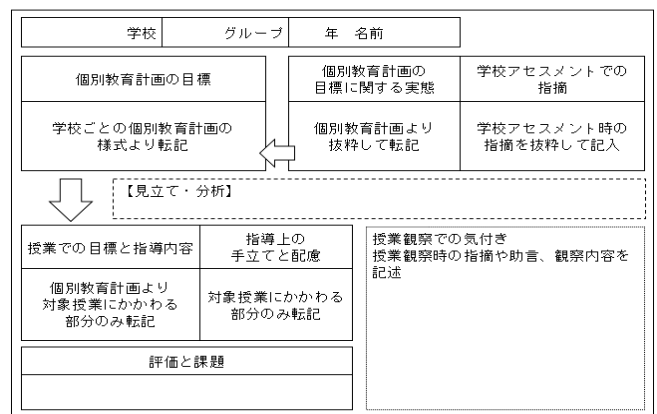 学校 グループ 年 名前
個別教育計画の目標
個別教育計画の
目標に関する実態
学校アセスメントでの
指摘
学校ごとの個別教育計画の
様式より転記
個別教育計画より
抜粋して転記
学校アセスメント時の
指摘を抜粋して記入
【見立て・分析】
授業での目標と指導内容
指導上の
手立てと配慮
個別教育計画より
対象授業にかかわる
部分のみ転記
対象授業にかかわる
部分のみ転記
授業観察での気付き
授業観察時の指摘や助言、観察内容を
記述
評価と課題